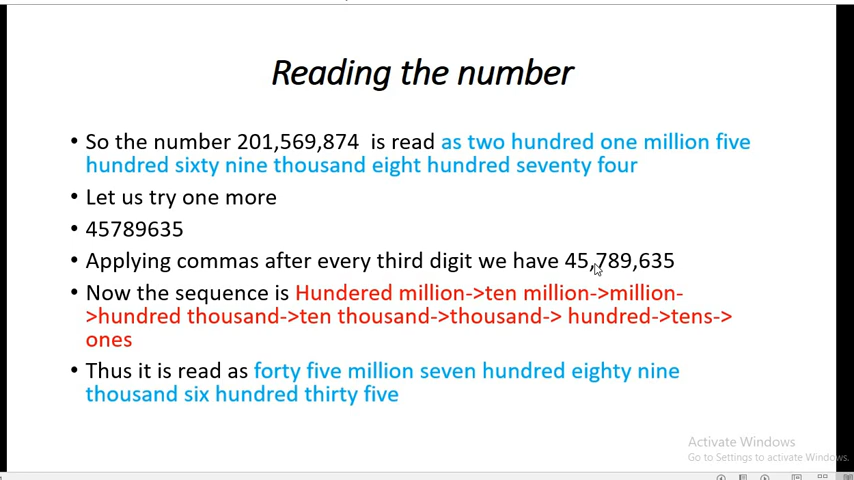 Reading the number
• So the number 201,569,874 is read as two hundred one million five
hundred sixty nine thousand eight hundred seventy four
• Let us try one more
• 45789635
• Applying commas after every third digit we have 45,789,635
• Now the sequence is Hundered million->ten million->million-
>hundred thousand->ten thousand->thousand-> hundred->tens->
ones
• Thus it is read as forty five million seven hundred eighty nine
thousand six hundred thirty five
Activate Windows
Go to Settings to activate Windows.